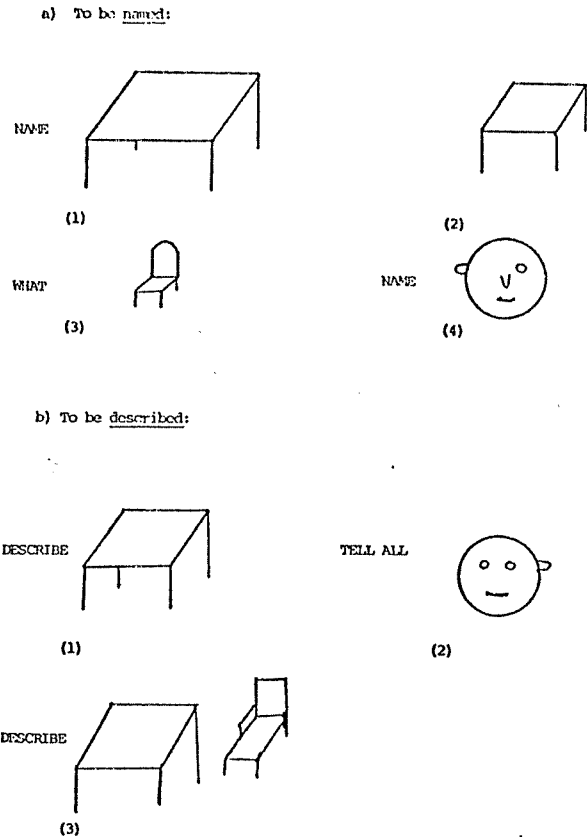 a) To be named:
NAME
(1)
(2)
WHAT
NAME
(3)
(4)
b) To be described:
DESCRIBE
TELL ALL
(1)
(2)
DESCRIBE
(3)